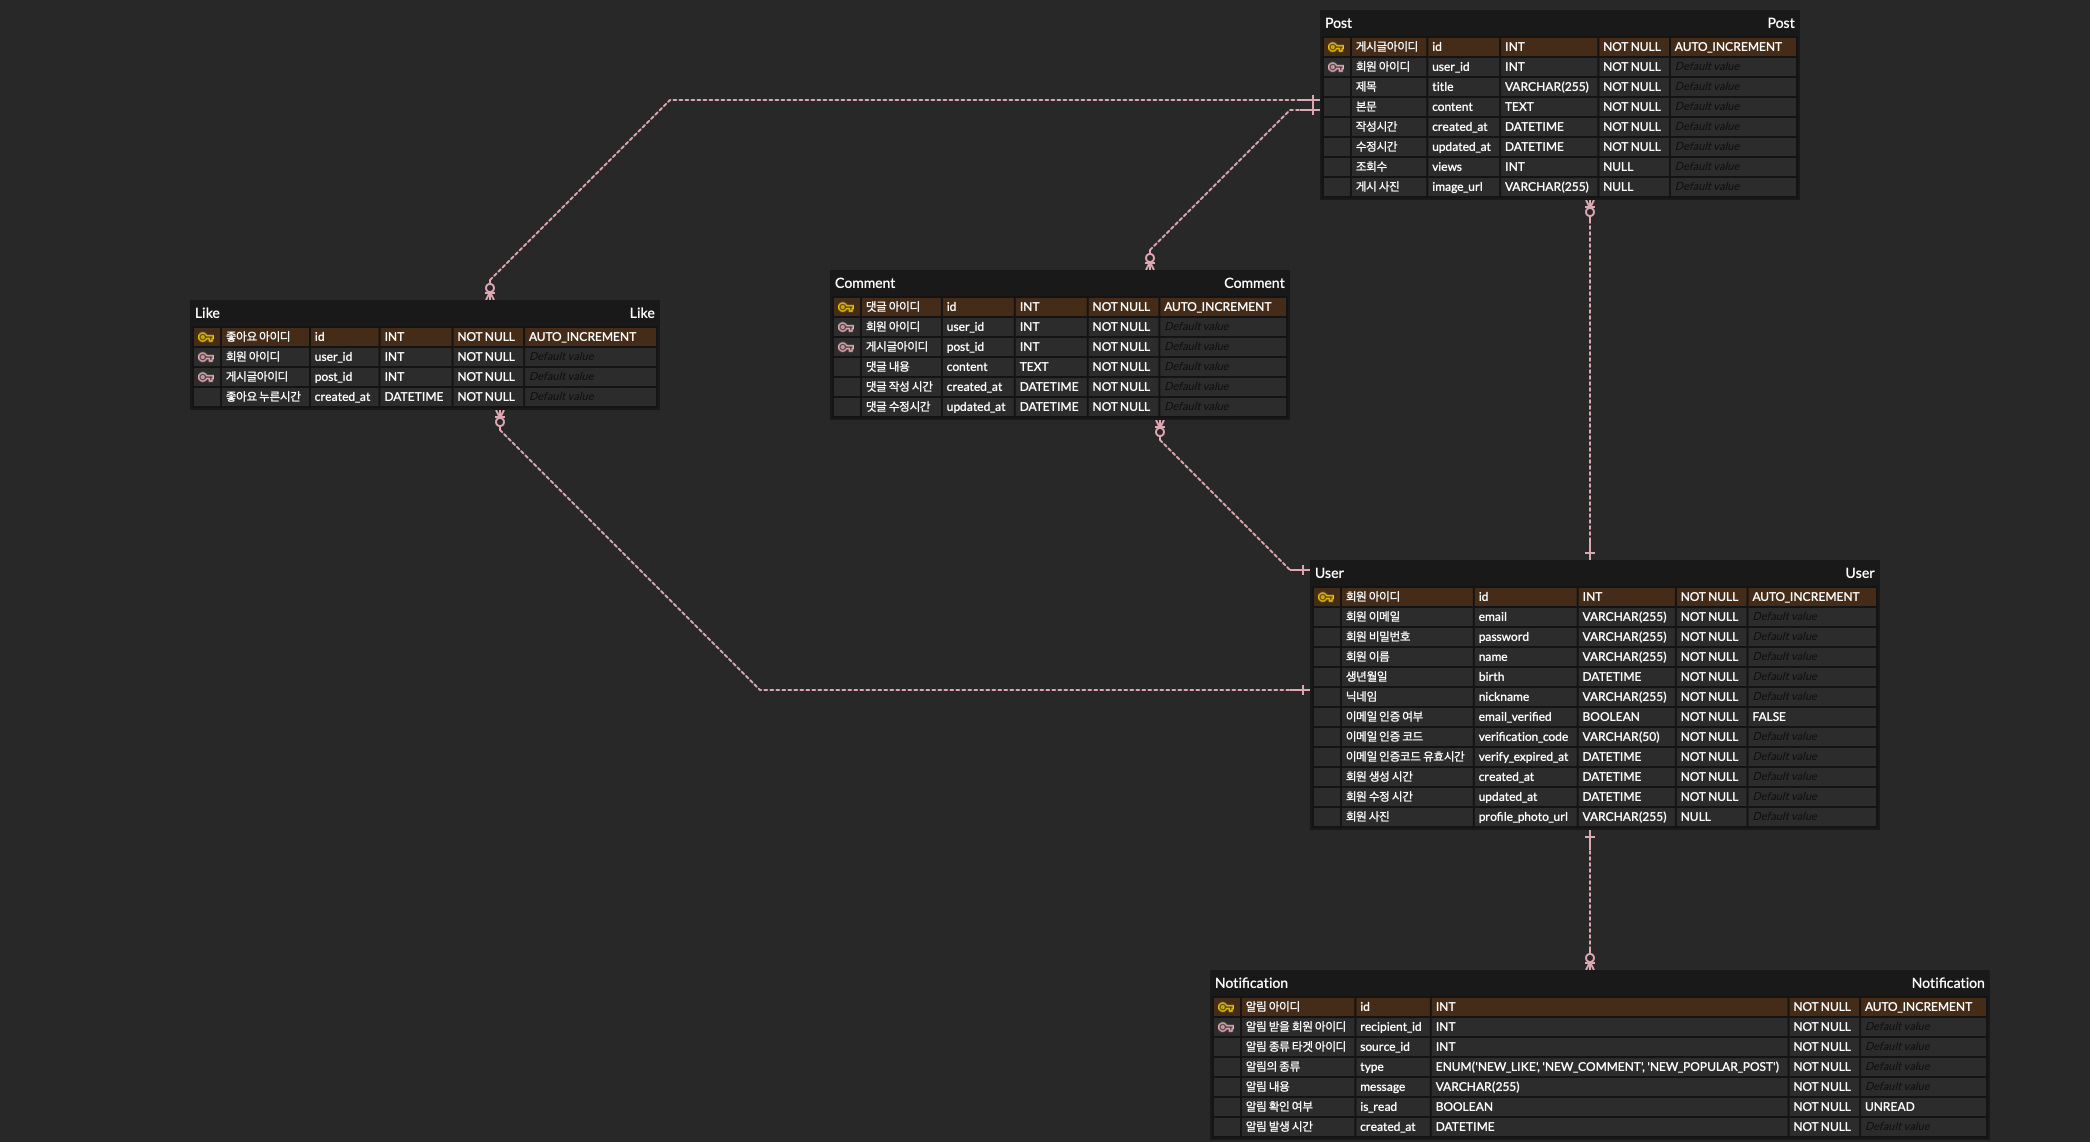 Post Post
게시글아이디 id INT NOT NULL AUTO_INCREMENT
회원 아이디 user_id INT NOT NULL Default value
제목 title VARCHAR(255) NOT NULL Default value
본문 content TEXT NOT NULL Default value
작성시간 created_at DATETIME NOT NULL Default value
수정시간 updated_at DATETIME NOT NULL Default value
조회수 views INT NULL Default value
게시 사진 image_url VARCHAR(255) NULL Default value
Comment Comment
댓글 아이디 id INT NOT NULL AUTO_INCREMENT
회원 아이디 user_id INT NOT NULL Default value
게시글아이디 post_id INT NOT NULL Default value
댓글 내용 content TEXT NOT NULL Default value
댓글 작성 시간 created_at DATETIME NOT NULL Default value
댓글 수정시간 updated_at DATETIME NOT NULL Default value
Like Like
좋아요 아이디 id INT NOT NULL AUTO_INCREMENT
회원 아이디 user_id INT NOT NULL Default value
게시글아이디 post_id INT NOT NULL Default value
좋아요 누른시간 created_at DATETIME NOT NULL Default value
User User
회원 아이디 id INT NOT NULL AUTO_INCREMENT
회원 이메일 email VARCHAR(255) NOT NULL Default value
회원 비밀번호 password VARCHAR(255) NOT NULL Default value
회원 이름 name VARCHAR(255) NOT NULL Default value
생년월일 birth DATETIME NOT NULL Default value
닉네임 nickname VARCHAR(255) NOT NULL Default value
이메일 인증 여부 email_verified BOOLEAN NOT NULL FALSE
이메일 인증 코드 verification_code VARCHAR(50) NOT NULL Default value
이메일 인증코드 유효시간 verify_expired_at DATETIME NOT NULL Default value
회원 생성 시간 created_at DATETIME NOT NULL Default value
회원 수정 시간 updated_at DATETIME NOT NULL Default value
회원 사진 profile_photo_url VARCHAR(255) NULL Default value
Notification Notification
알림 아이디 id INT NOT NULL AUTO_INCREMENT
알림 받을 회원 아이디 recipient_id INT NOT NULL Default value
알림 종류 타겟 아이디 source_id INT NOT NULL Default value
알림의 종류 type ENUM('NEW_LIKE', 'NEW_COMMENT', 'NEW_POPULAR_POST') NOT NULL Default value
알림 내용 message VARCHAR(255) NOT NULL Default value
알림 확인 여부 is_read BOOLEAN NOT NULL UNREAD
알림 발생 시간 created_at DATETIME NOT NULL Default value